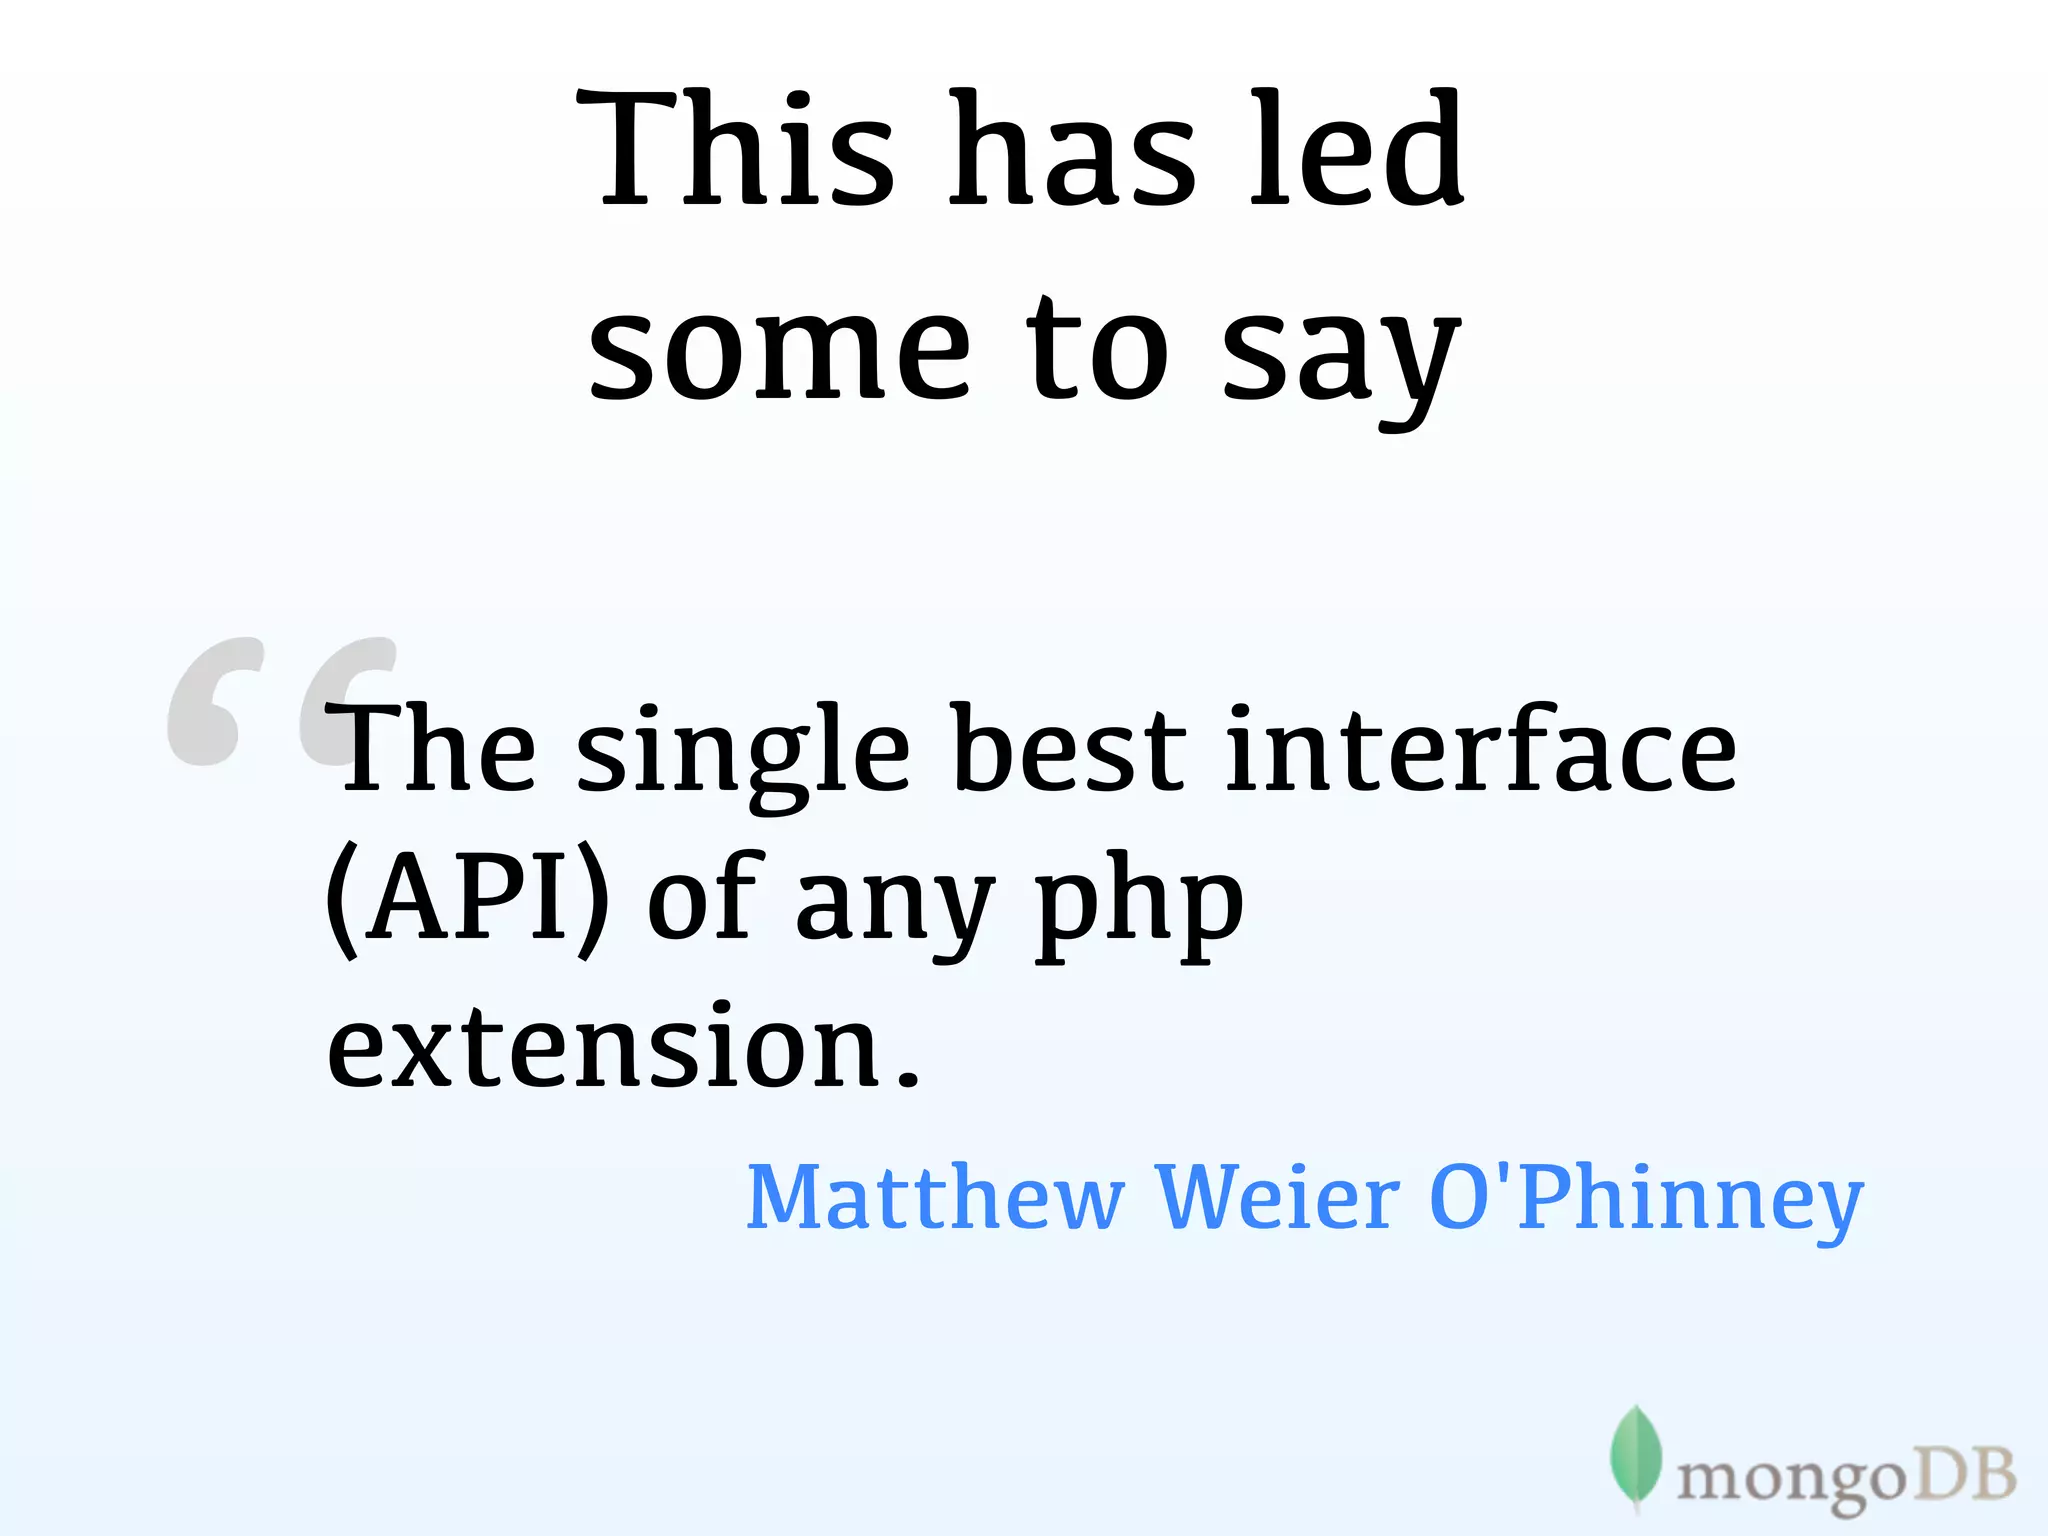 This has led
some to say
“
The single best interface
(API) of any php
extension.
Matthew Weier O'Phinney
mongoDB